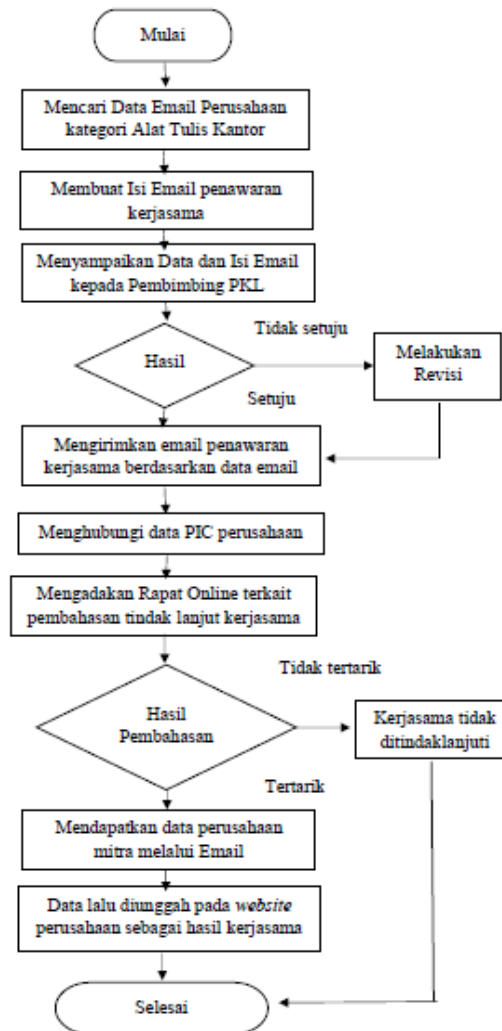 Mulai
Mencari Data Email Perusahaan
kategori Alat Tulis Kantor
Membuat Isi Email penawaran
kerjasama
Menyampaikan Data dan Isi Email
kepada Pembimbing PKL
Tidak setuju
Hasil
Melakukan
Revisi
Setuju
Mengirimkan email penawaran
kerjasama berdasarkan data email
Menghubungi data PIC perusahaan
Mengadakan Rapat Online terkait
pembahasan tindak lanjut kerjasama
Tidak tertarik
Hasil
Pembahasan
Kerjasama tidak
ditindaklanjuti
Tertarik
Mendapatkan data perusahaan
mitra melalui Email
Data lalu diunggah pada website
perusahaan sebagai hasil kerjasama
Selesai